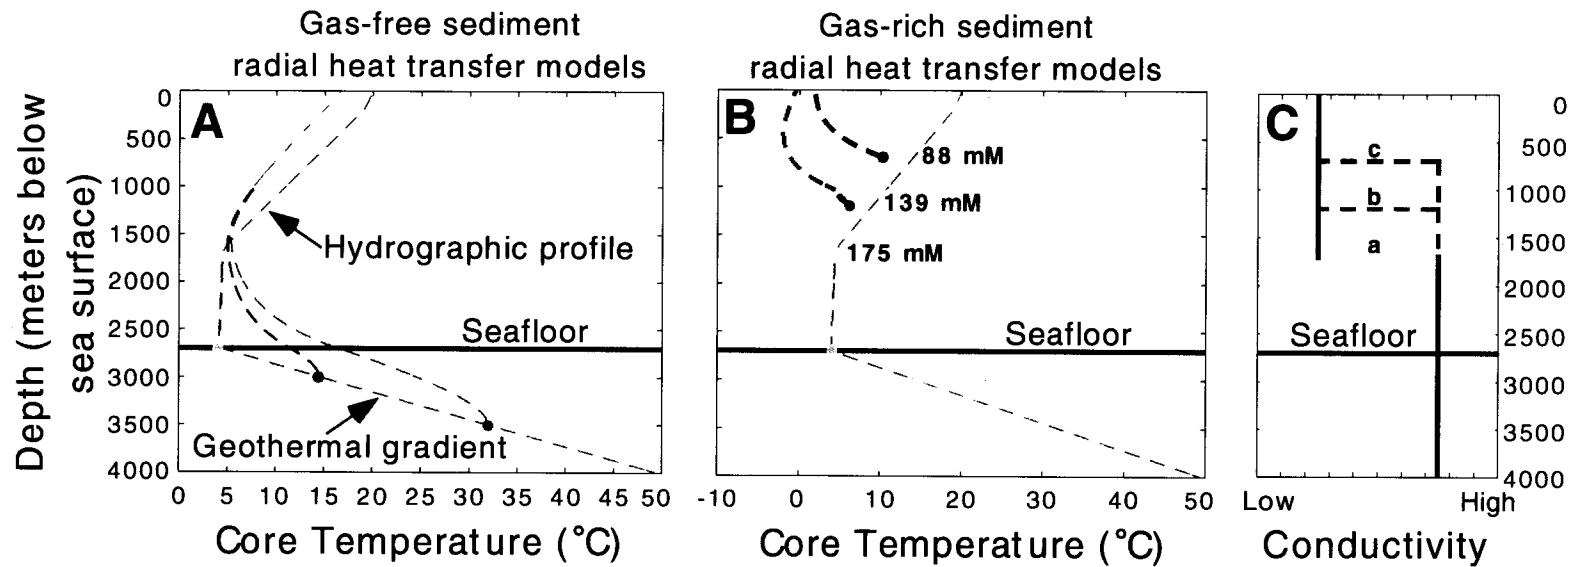 Gas-free sediment
radial heat transfer models
Gas-rich sediment
radial heat transfer models
Depth (meters below
sea surface)
A
0
500
1000
1500
2000
2500
3000
3500
4000
Hydrographic profile
Seafloor
Geothermal gradient
0 5 10 15 20 25 30 35 40 45 50
Core Temperature (°C)
B
88 mM
139 mM
175 mM
Seafloor
-10 0 10 20 30 40 50
Core Temperature (°C)
C
c
b
a
Seafloor
0
500
1000
1500
2000
2500
3000
3500
4000
Low High
Conductivity